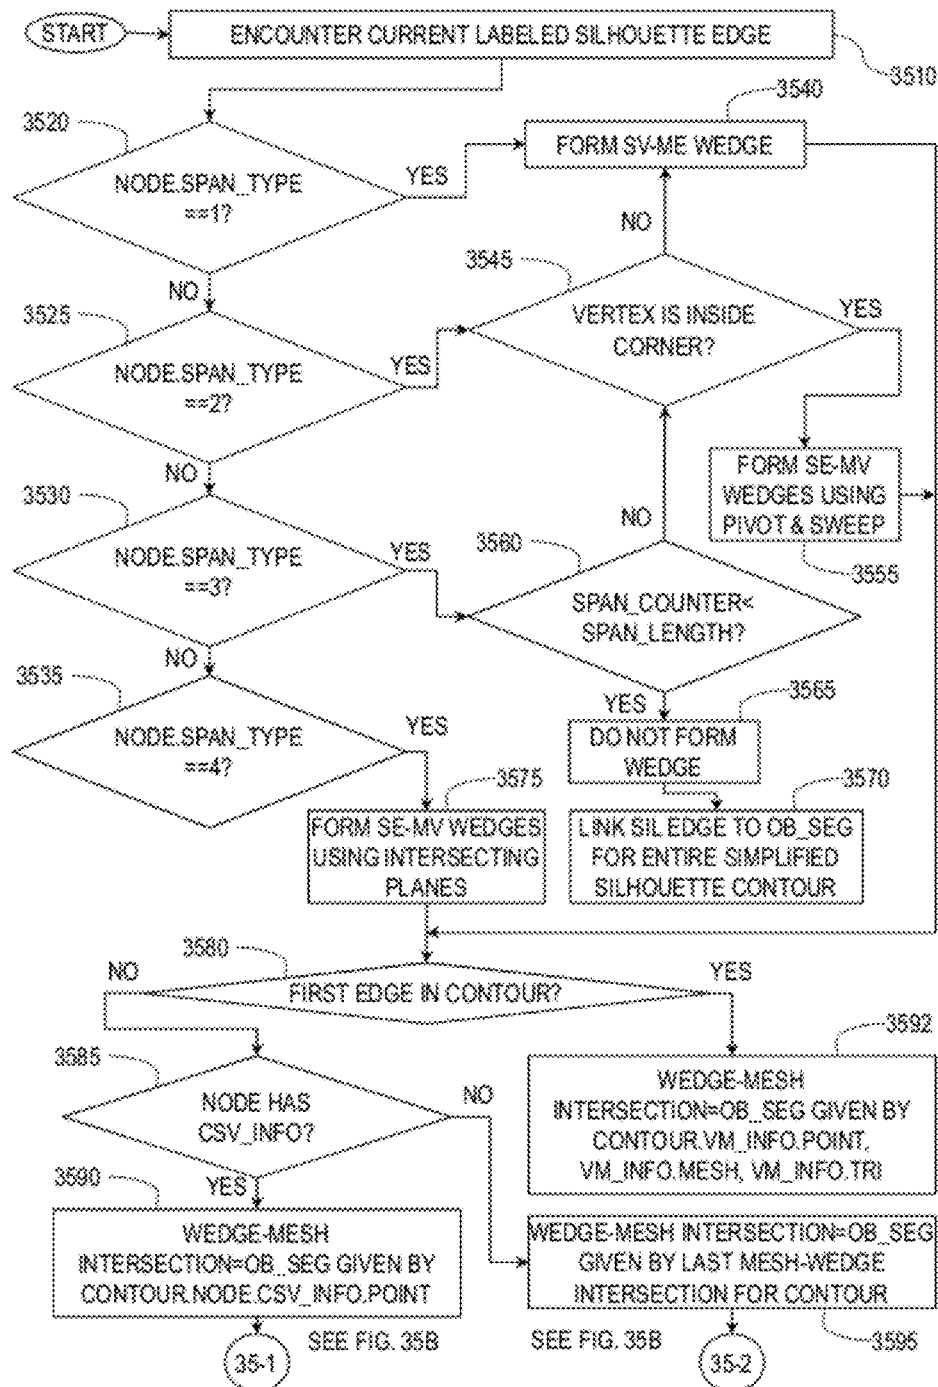 START
ENCOUNTER CURRENT LABELED SILHOUETTE EDGE
3510
3520
NODE.SPAN_TYPE
==1?
YES
NO
3540
FORM SV-ME WEDGE
NO
3525
NODE.SPAN_TYPE
==2?
YES
NO
3545
VERTEX IS INSIDE
CORNER?
YES
NO
FORM SE-MV
WEDGES USING
PIVOT & SWEEP
3555
3530
NODE.SPAN_TYPE
==3?
YES
NO
3560
SPAN_COUNTER<
SPAN_LENGTH?
YES
3565
DO NOT FORM
WEDGE
3570
LINK SIL EDGE TO OB_SEG
FOR ENTIRE SIMPLIFIED
SILHOUETTE CONTOUR
3535
NODE.SPAN_TYPE
==4?
YES
3575
FORM SE-MV WEDGES
USING INTERSECTING
PLANES
3580
NO
FIRST EDGE IN CONTOUR?
YES
3585
NODE HAS
CSV_INFO?
NO
YES
3592
WEDGE-MESH
INTERSECTION=OB_SEG GIVEN BY
CONTOUR.VM_INFO.POINT,
VM_INFO.MESH, VM_INFO.TRI
3590
WEDGE-MESH
INTERSECTION=OB_SEG GIVEN BY
CONTOUR.NODE.CSV_INFO.POINT
WEDGE-MESH INTERSECTION=OB_SEG
GIVEN BY LAST MESH-WEDGE
INTERSECTION FOR CONTOUR
3595
35-1
SEE FIG. 35B
SEE FIG. 35B
35-2